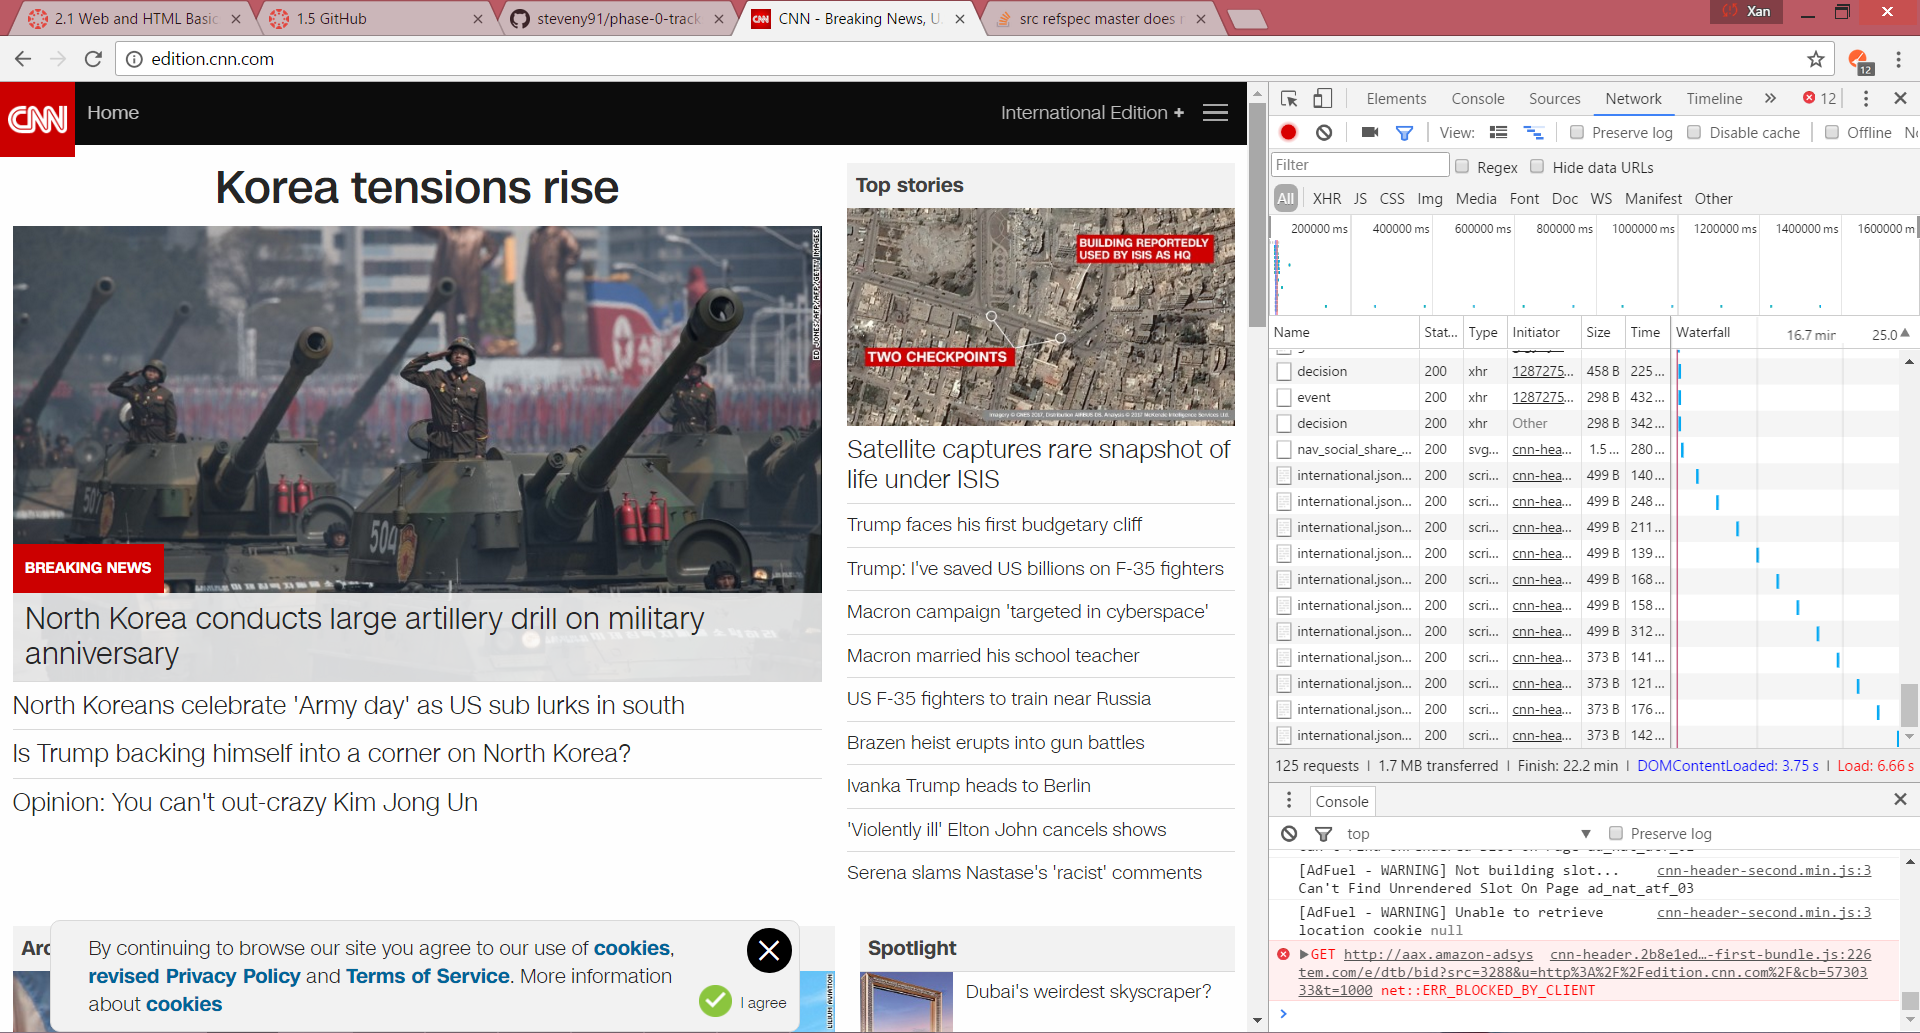 2.1 Web and HTML Basic
1.5 GitHub
steveny91/phase-0-track
CNN - Breaking News, U
src refspec master does
Xan
edition.cnn.com
12
CNN
Home
International Edition +
Korea tensions rise
ED JONES/AFP/AFP/GETTY IMAGES
507
504
BREAKING NEWS
North Korea conducts large artillery drill on military
anniversary
North Koreans celebrate 'Army day' as US sub lurks in south
Is Trump backing himself into a corner on North Korea?
Opinion: You can't out-crazy Kim Jong Un
Top stories
BUILDING REPORTEDLY
USED BY ISIS AS HQ
TWO CHECKPOINTS
Satellite captures rare snapshot of
life under ISIS
Trump faces his first budgetary cliff
Trump: I've saved US billions on F-35 fighters
Macron campaign 'targeted in cyberspace'
Macron married his school teacher
US F-35 fighters to train near Russia
Brazen heist erupts into gun battles
Ivanka Trump heads to Berlin
'Violently ill' Elton John cancels shows
Serena slams Nastase's 'racist' comments
By continuing to browse our site you agree to our use of cookies,
revised Privacy Policy and Terms of Service. More information
about cookies
I agree
LILIUM AVIATION
Spotlight
Dubai's weirdest skyscraper?
Elements Console Sources Network Timeline » 12
View: Preserve log Disable cache Offline
Filter Regex Hide data URLs
All XHR JS CSS Img Media Font Doc WS Manifest Other
200000 ms 400000 ms 600000 ms 800000 ms 1000000 ms 1200000 ms 1400000 ms 1600000 m
Name Stat... Type Initiator Size Time Waterfall 16.7 min 25.0
decision 200 xhr 1287275... 458 B 225...
event 200 xhr 1287275... 298 B 432...
decision 200 xhr Other 298 B 342...
nav_social_share_... 200 svg... cnn-hea... 1.5... 280...
international.json... 200 scri... cnn-hea... 499 B 140...
international.json... 200 scri... cnn-hea... 499 B 248...
international.json... 200 scri... cnn-hea... 499 B 211...
international.json... 200 scri... cnn-hea... 499 B 139...
international.json... 200 scri... cnn-hea... 499 B 168...
international.json... 200 scri... cnn-hea... 499 B 158...
international.json... 200 scri... cnn-hea... 499 B 312...
international.json... 200 scri... cnn-hea... 373 B 141...
international.json... 200 scri... cnn-hea... 373 B 121...
international.json... 200 scri... cnn-hea... 373 B 176...
international.json... 200 scri... cnn-hea... 373 B 142...
125 requests | 1.7 MB transferred | Finish: 22.2 min | DOMContentLoaded: 3.75 s | Load: 6.66 s
Console
top Preserve log
[AdFuel - WARNING] Not building slot... cnn-header-second.min.js:3
Can't Find Unrendered Slot On Page ad_nat_atf_03
[AdFuel - WARNING] Unable to retrieve cnn-header-second.min.js:3
location cookie null
GET http://aax.amazon-adsys cnn-header.2b8e1ed…-first-bundle.js:226
tem.com/e/dtb/bid?src=3288&u=http%3A%2F%2Fedition.cnn.com%2F&cb=57303
33&t=1000 net::ERR_BLOCKED_BY_CLIENT